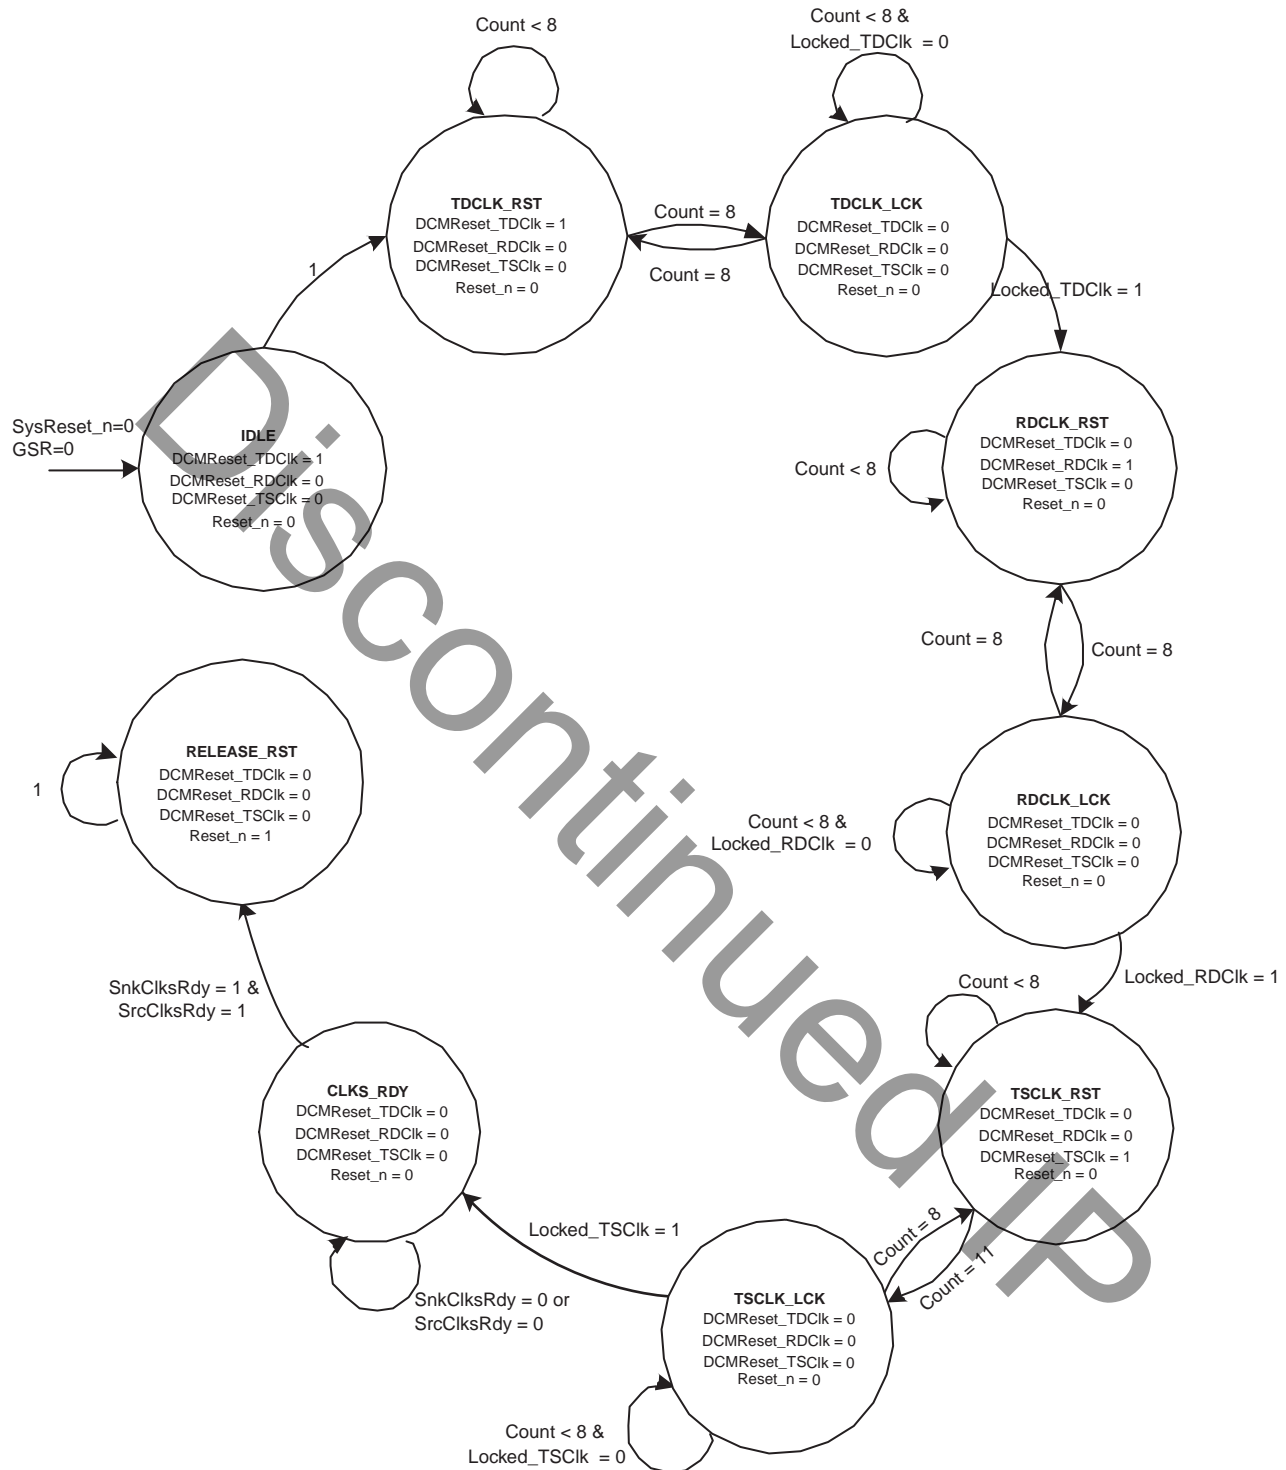 Count < 8
Count < 8 &
Locked_TDClk = 0
TDCLK_RST
DCMReset_TDClk = 1
DCMReset_RDClk = 0
DCMReset_TSClk = 0
Reset_n = 0
Count = 8
Count = 8
TDCLK_LCK
DCMReset_TDClk = 0
DCMReset_RDClk = 0
DCMReset_TSClk = 0
Reset_n = 0
1
Locked_TDClk = 1
SysReset_n=0
GSR=0
IDLE
DCMReset_TDClk = 1
DCMReset_RDClk = 0
DCMReset_TSClk = 0
Reset_n = 0
RDCLK_RST
DCMReset_TDClk = 0
DCMReset_RDClk = 1
DCMReset_TSClk = 0
Reset_n = 0
Count < 8
Count = 8
Count = 8
RELEASE_RST
DCMReset_TDClk = 0
DCMReset_RDClk = 0
DCMReset_TSClk = 0
Reset_n = 1
1
RDCLK_LCK
DCMReset_TDClk = 0
DCMReset_RDClk = 0
DCMReset_TSClk = 0
Reset_n = 0
Count < 8 &
Locked_RDClk = 0
Locked_RDClk = 1
SnkClksRdy = 1 &
SrcClksRdy = 1
Count < 8
CLKS_RDY
DCMReset_TDClk = 0
DCMReset_RDClk = 0
DCMReset_TSClk = 0
Reset_n = 0
TSCLK_RST
DCMReset_TDClk = 0
DCMReset_RDClk = 0
DCMReset_TSClk = 1
Reset_n = 0
Locked_TSClk = 1
Count = 8
Count = 11
SnkClksRdy = 0 or
SrcClksRdy = 0
TSCLK_LCK
DCMReset_TDClk = 0
DCMReset_RDClk = 0
DCMReset_TSClk = 0
Reset_n = 0
Count < 8 &
Locked_TSClk = 0
Discontinued IP